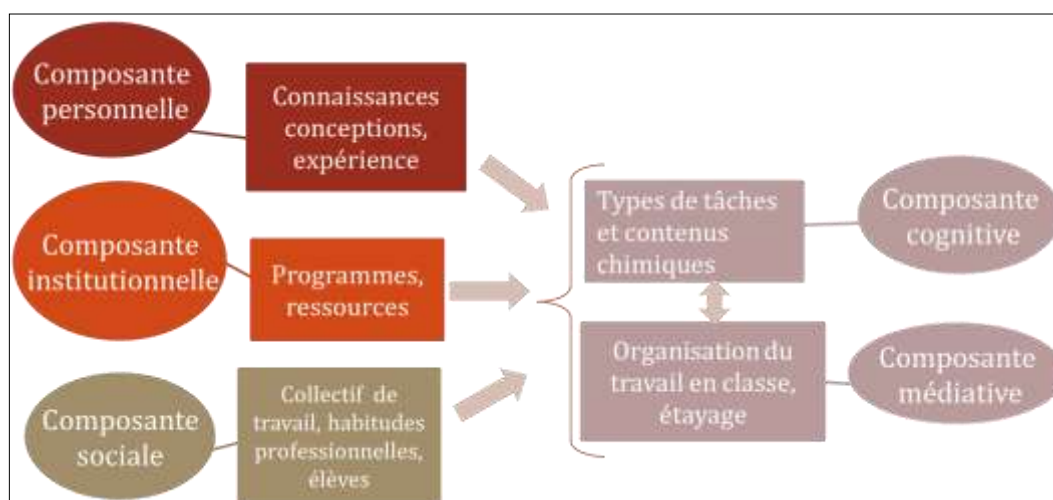 Composante
personnelle
Connaissances
conceptions,
expérience
Composante
institutionnelle
Programmes,
ressources
Composante
sociale
Collectif de
travail, habitudes
professionnelles,
élèves
Types de tâches
et contenus
chimiques
Composante
cognitive
Organisation du
travail en classe,
étayage
Composante
médiative